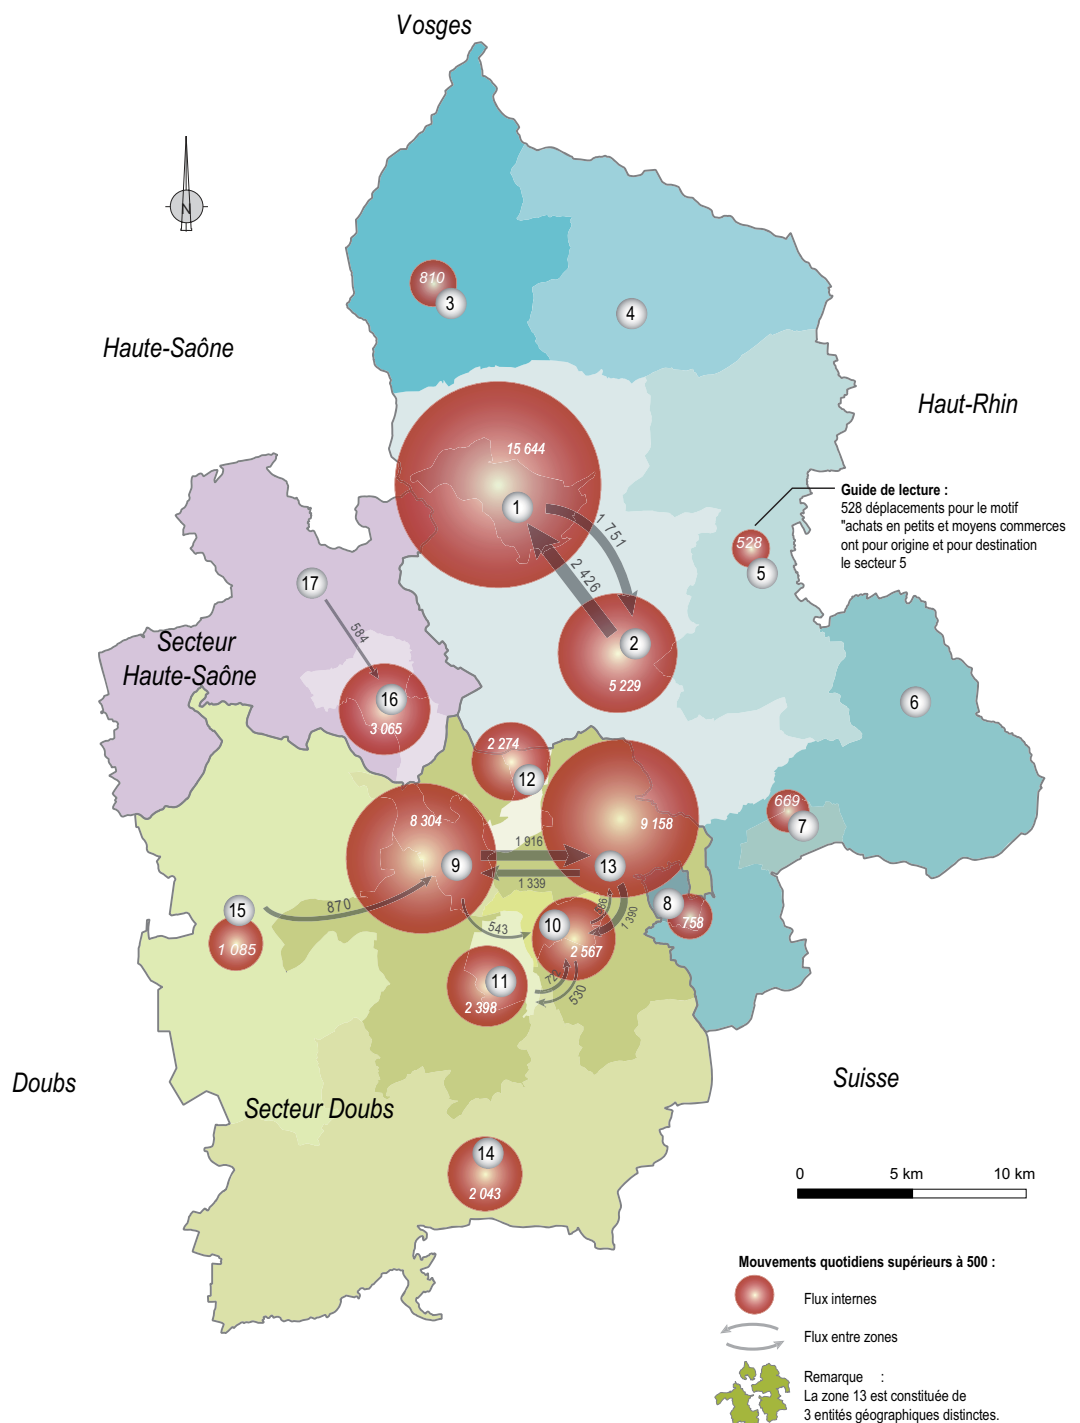 Vosges
N
810
3
4
Haute-Saône
Haut-Rhin
15 644
1
1 751
2 426
Guide de lecture :
528 déplacements pour le motif
"achats en petits et moyens commerces
ont pour origine et pour destination
le secteur 5
528
5
17
584
Secteur
Haute-Saône
2
5 229
16
3 065
6
2 274
12
669
7
8 304
9 158
9
1 916
13
1 339
870
15
1 085
543
10
1 390
8
758
2 567
11
2 398
530
Doubs
Suisse
Secteur Doubs
14
2 043
0
5 km
10 km
Mouvements quotidiens supérieurs à 500 :
Flux internes
Flux entre zones
Remarque :
La zone 13 est constituée de
3 entités géographiques distinctes.